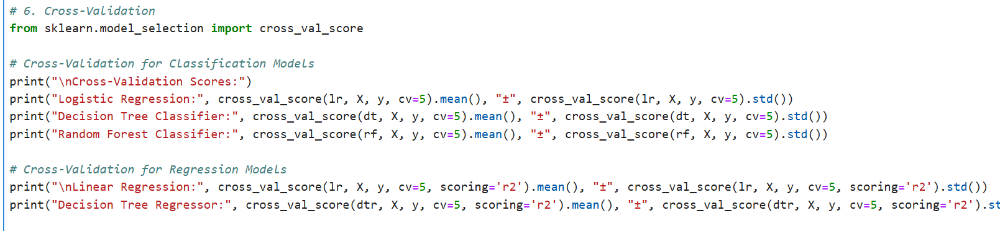 # 6. Cross-Validation
from sklearn.model_selection import cross_val_score
# Cross-Validation for Classification Models
print("\nCross-Validation Scores:")
print("Logistic Regression:", cross_val_score(lr, X, y, cv=5).mean(), "±", cross_val_score(lr, X, y, cv=5).std())
print("Decision Tree Classifier:", cross_val_score(dt, X, y, cv=5).mean(), "±", cross_val_score(dt, X, y, cv=5).std())
print("Random Forest Classifier:", cross_val_score(rf, X, y, cv=5).mean(), "±", cross_val_score(rf, X, y, cv=5).std())
# Cross-Validation for Regression Models
print("\nLinear Regression:", cross_val_score(lr, X, y, cv=5, scoring='r2').mean(), "±", cross_val_score(lr, X, y, cv=5, scoring='r2').std())
print("Decision Tree Regressor:", cross_val_score(dtr, X, y, cv=5, scoring='r2').mean(), "±", cross_val_score(dtr, X, y, cv=5, scoring='r2').st